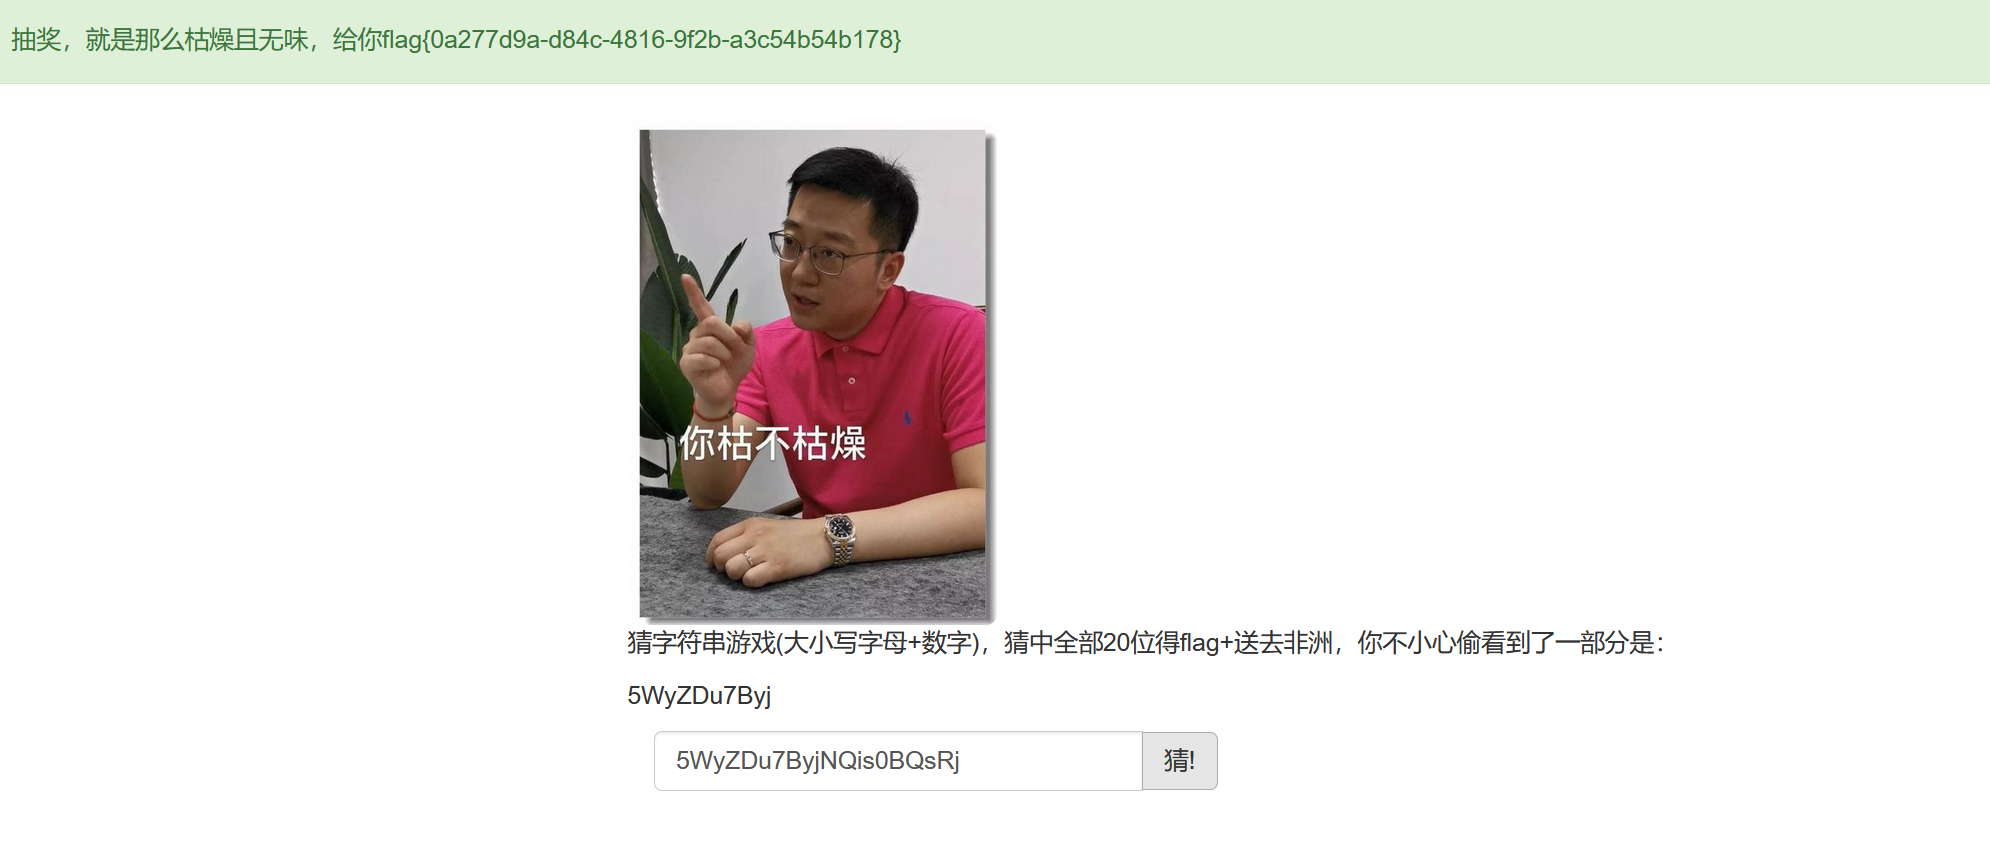 抽奖，就是那么枯燥且无味，给你flag{0a277d9a-d84c-4816-9f2b-a3c54b54b178}
你枯不枯燥
猜字符串游戏(大小写字母+数字)，猜中全部20位得flag+送去非洲，你不小心偷看到了一部分是：
5WyZDu7Byj
5WyZDu7ByjNQis0BQsRj
猜!